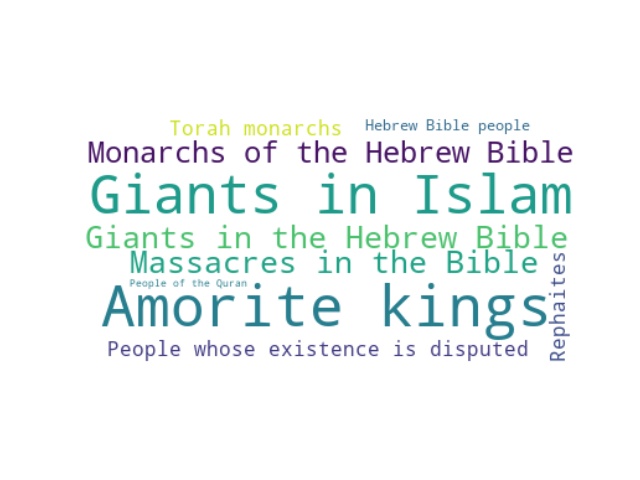 Torah monarchs
Hebrew Bible people
Monarchs of the Hebrew Bible
Giants in Islam
Giants in the Hebrew Bible
Massacres in the Bible
People of the Quran
Amorite kings
Rephaites
People whose existence is disputed